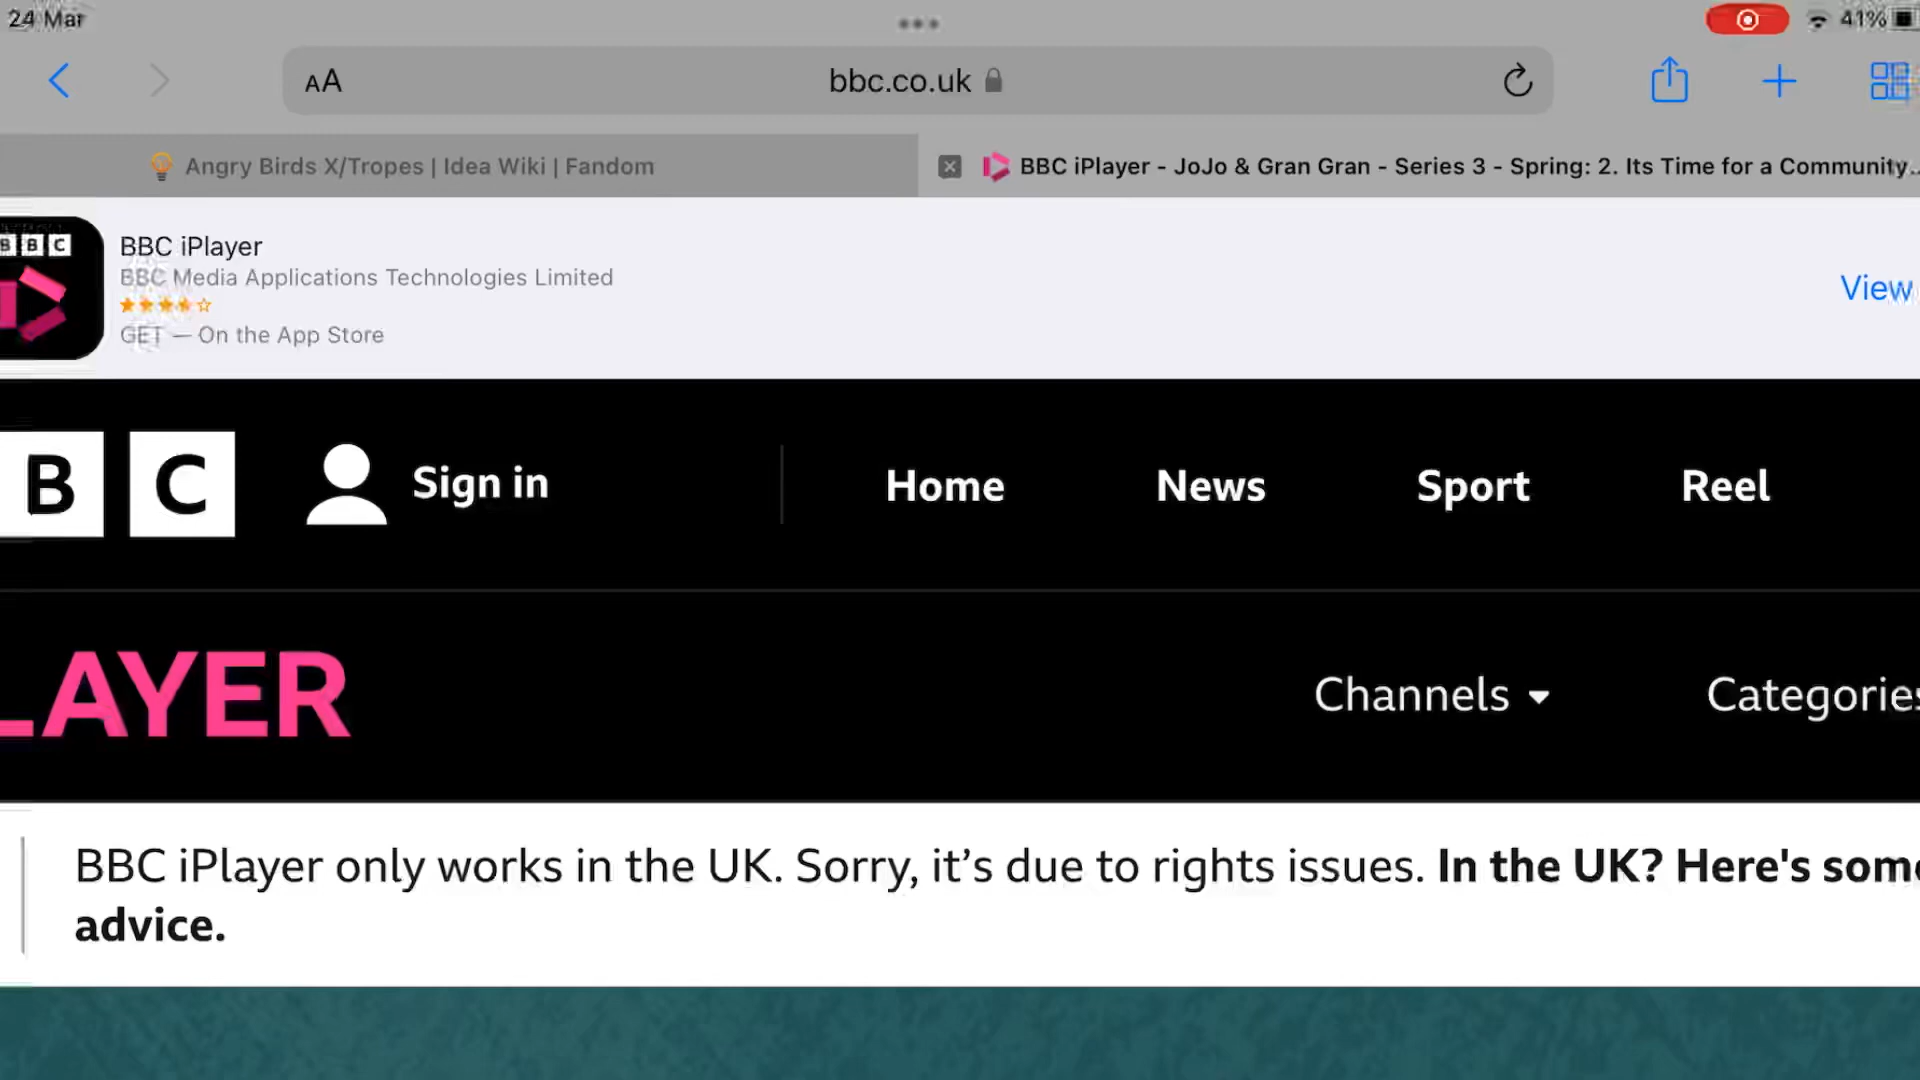 24 Mar
41%
AA
bbc.co.uk
Angry Birds X/Tropes | Idea Wiki | Fandom
BBC iPlayer - JoJo & Gran Gran - Series 3 - Spring: 2. Its Time for a Community...
BBC
BBC iPlayer
BBC Media Applications Technologies Limited
GET — On the App Store
View
B C
Sign in
Home
News
Sport
Reel
LAYER
Channels
Categories
BBC iPlayer only works in the UK. Sorry, it’s due to rights issues. In the UK? Here's some
advice.